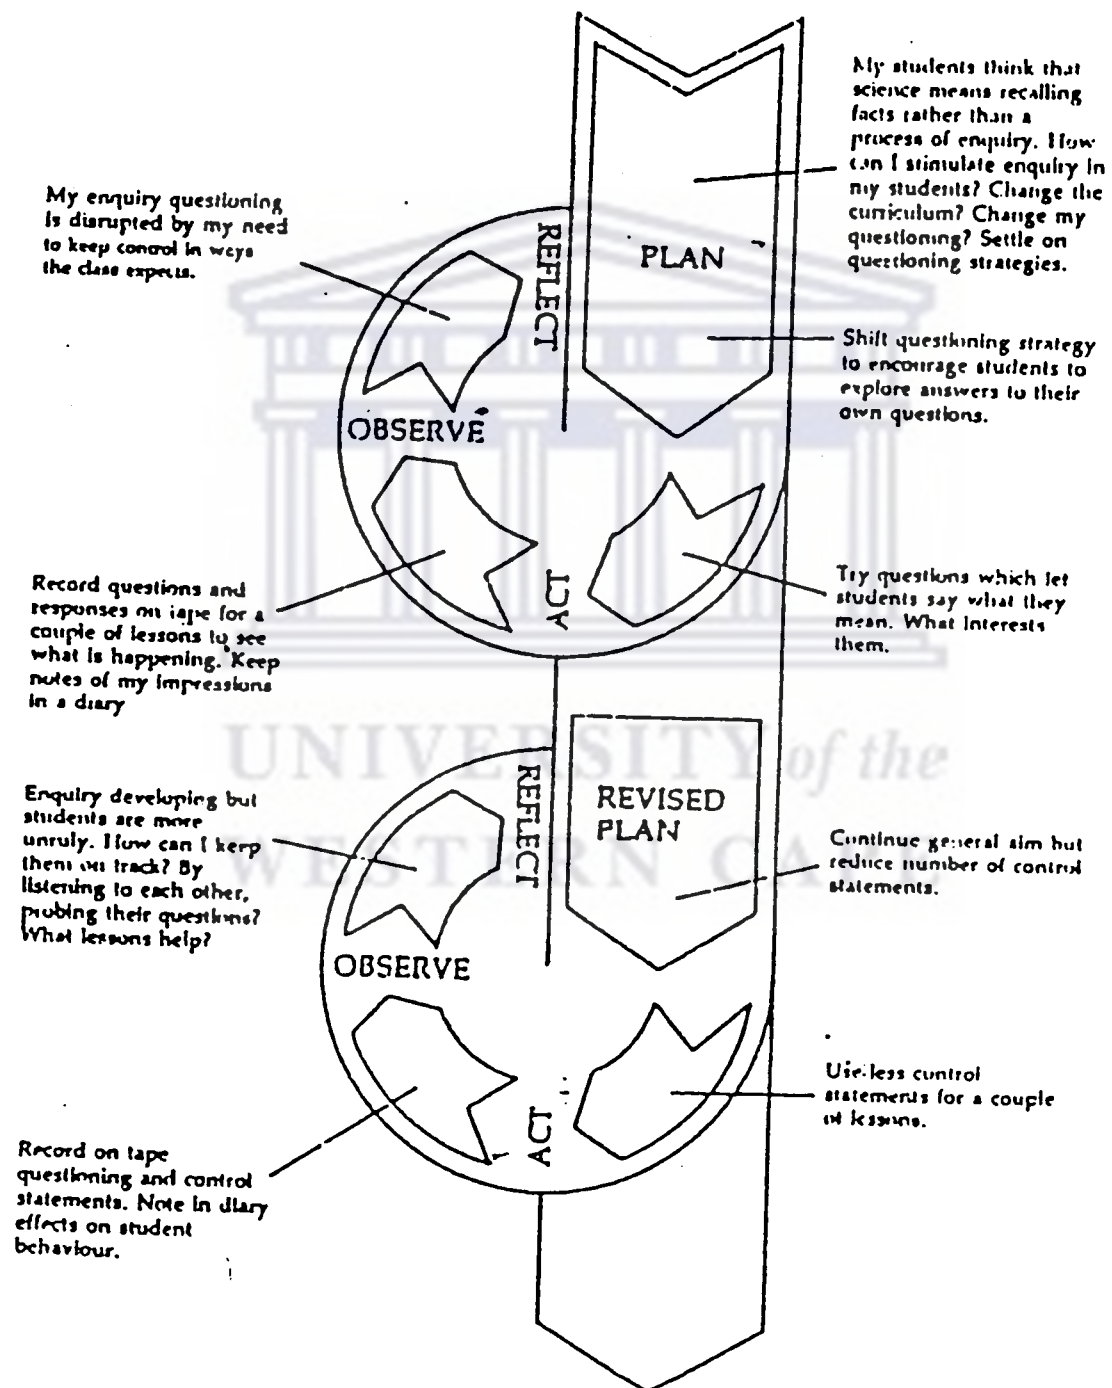 My students think that
science means recalling
facts rather than a
process of enquiry. How
can I stimulate enquiry in
my students? Change the
curriculum? Change my
questioning? Settle on
questioning strategies.
PLAN
Shift questioning strategy
to encourage students to
explore answers to their
own questions.
My enquiry questioning
is disrupted by my need
to keep control in ways
the class expects.
REFLECT
OBSERVE
ACT
Try questions which let
students say what they
mean. What interests
them.
Record questions and
responses on tape for a
couple of lessons to see
what is happening. Keep
notes of my impressions
in a diary
UNIVERSITY of the
WESTERN CAPE
REVISED
PLAN
Continue general aim but
reduce number of control
statements.
Enquiry developing but
students are more
unruly. How can I keep
them on track? By
listening to each other,
probing their questions?
What lessons help?
REFLECT
OBSERVE
ACT
Use less control
statements for a couple
of lessons.
Record on tape
questioning and control
statements. Note in diary
effects on student
behaviour.